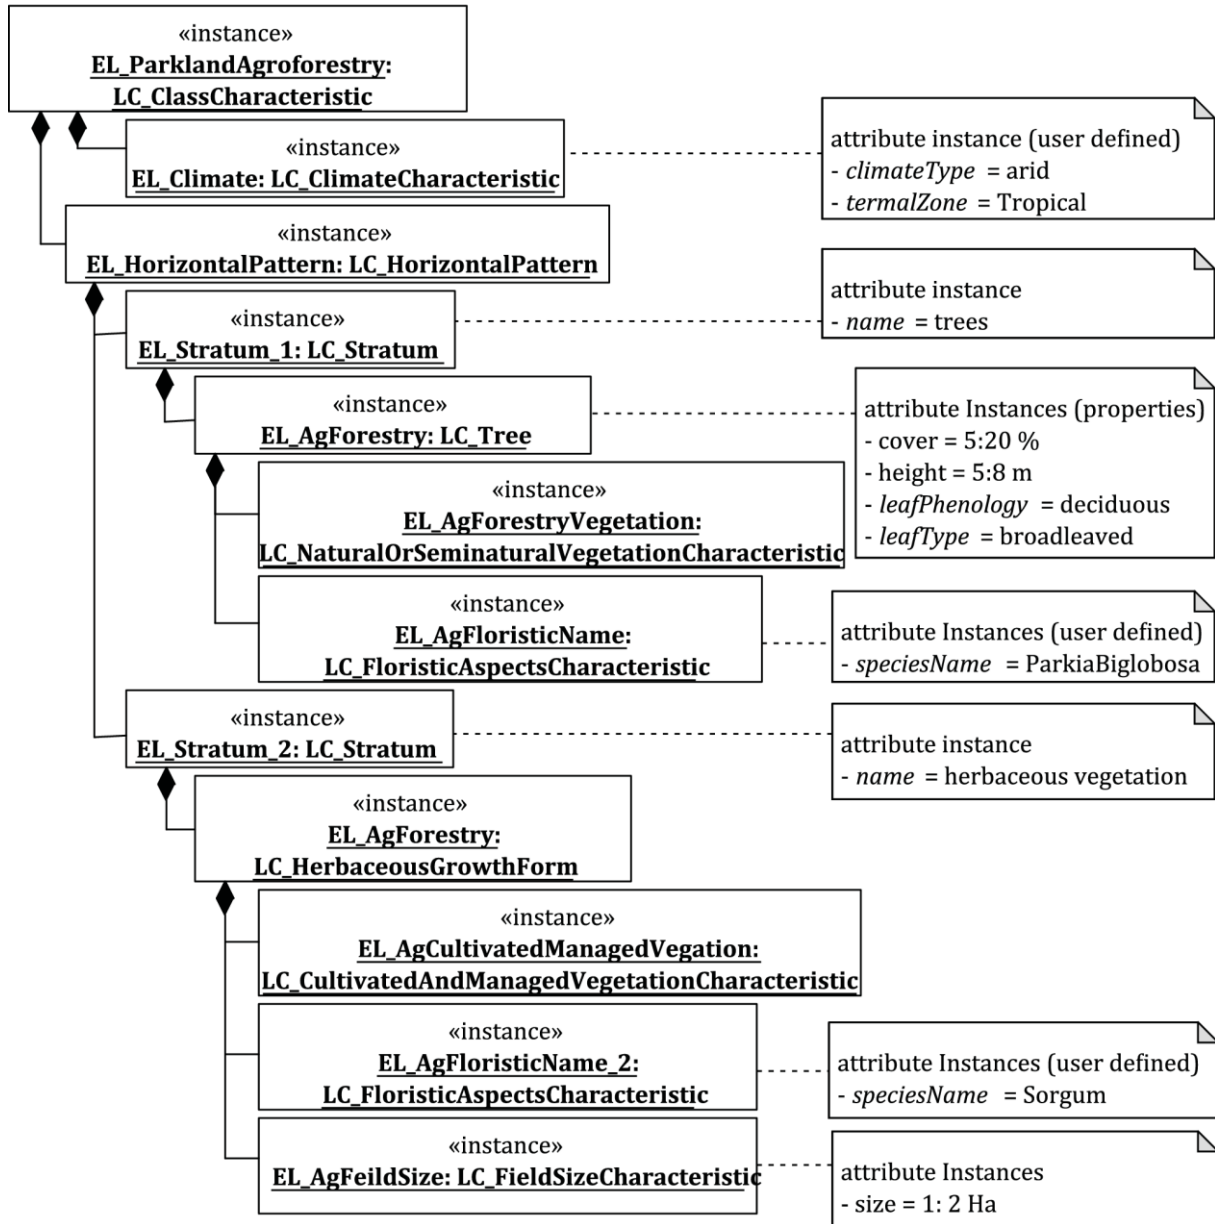 «instance»
EL_ParklandAgroforestry:
LC_ClassCharacteristic
«instance»
EL_Climate: LC_ClimateCharacteristic
attribute instance (user defined)
- climateType = arid
- termalZone = Tropical
«instance»
EL_HorizontalPattern: LC_HorizontalPattern
«instance»
EL_Stratum_1: LC_Stratum
attribute instance
- name = trees
«instance»
EL_AgForestry: LC_Tree
attribute Instances (properties)
- cover = 5:20 %
- height = 5:8 m
- leafPhenology = deciduous
- leafType = broadleaved
«instance»
EL_AgForestryVegetation:
LC_NaturalOrSeminaturalVegetationCharacteristic
«instance»
EL_AgFloristicName:
LC_FloristicAspectsCharacteristic
attribute Instances (user defined)
- speciesName = ParkiaBiglobosa
«instance»
EL_Stratum_2: LC_Stratum
attribute instance
- name = herbaceous vegetation
«instance»
EL_AgForestry:
LC_HerbaceousGrowthForm
«instance»
EL_AgCultivatedManagedVegation:
LC_CultivatedAndManagedVegetationCharacteristic
«instance»
EL_AgFloristicName_2:
LC_FloristicAspectsCharacteristic
attribute Instances (user defined)
- speciesName = Sorgum
«instance»
EL_AgFeildSize: LC_FieldSizeCharacteristic
attribute Instances
- size = 1: 2 Ha